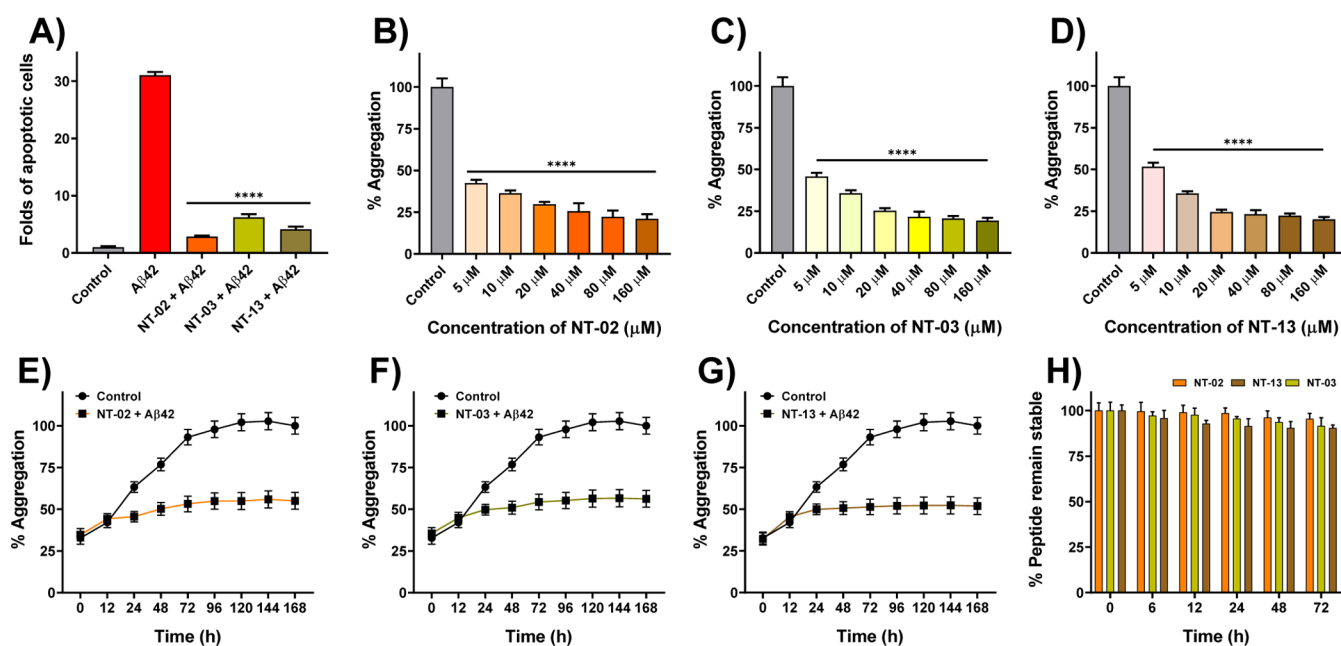 A)
Folds of apoptotic cells
30
20
10
0
Control
Aβ42
NT-02 + Aβ42
NT-03 + Aβ42
NT-13 + Aβ42
****
B)
% Aggregation
100
75
50
25
0
****
Control
5 μM
10 μM
20 μM
40 μM
80 μM
160 μM
Concentration of NT-02 (μM)
C)
% Aggregation
100
75
50
25
0
****
Control
5 μM
10 μM
20 μM
40 μM
80 μM
160 μM
Concentration of NT-03 (μM)
D)
% Aggregation
100
75
50
25
0
****
Control
5 μM
10 μM
20 μM
40 μM
80 μM
160 μM
Concentration of NT-13 (μM)
E)
Control
NT-02 + Aβ42
% Aggregation
100
75
50
25
0
0 12 24 48 72 96 120 144 168
Time (h)
F)
Control
NT-03 + Aβ42
% Aggregation
100
75
50
25
0
0 12 24 48 72 96 120 144 168
Time (h)
G)
Control
NT-13 + Aβ42
% Aggregation
100
75
50
25
0
0 12 24 48 72 96 120 144 168
Time (h)
H)
NT-02 NT-13 NT-03
% Peptide remain stable
100
75
50
25
0
0 6 12 24 48 72
Time (h)